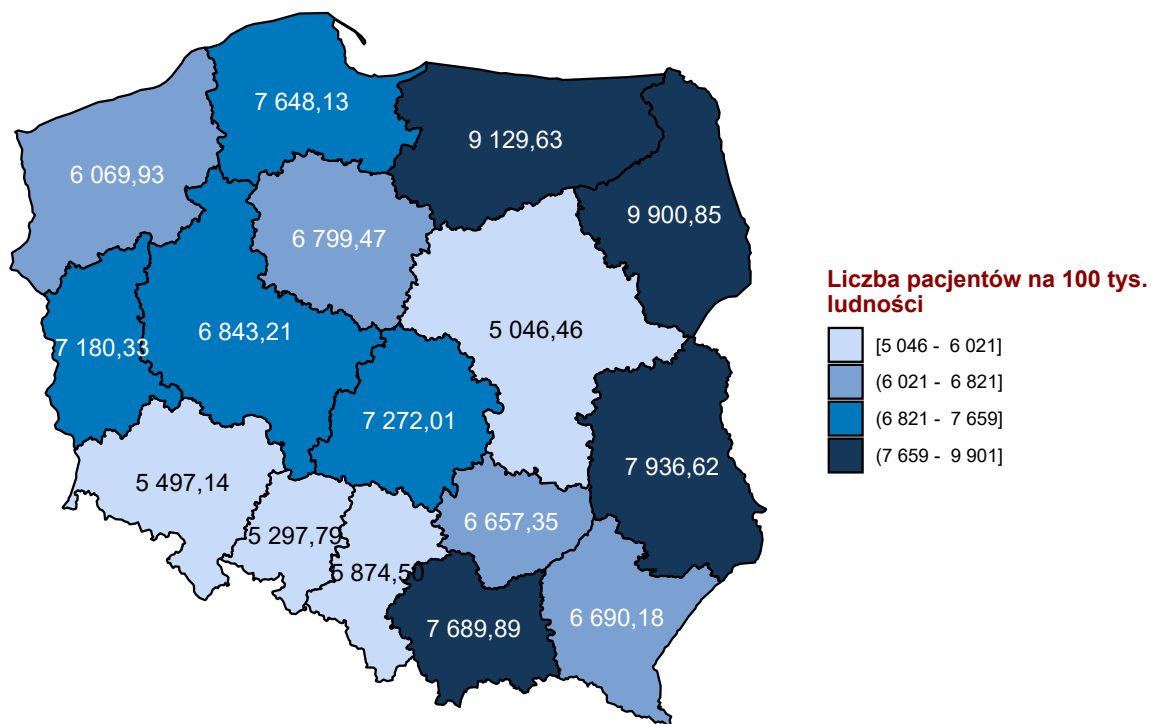 7 648,13
9 129,63
6 069,93
9 900,85
6 799,47
Liczba pacjentów na 100 tys.
ludności
5 046,46
6 843,21
7 180,33
[5 046 - 6 021]
(6 021 - 6 821]
(6 821 - 7 659]
(7 659 - 9 901]
7 272,01
7 936,62
5 497,14
6 657,35
5 297,79
5 874,50
6 690,18
7 689,89